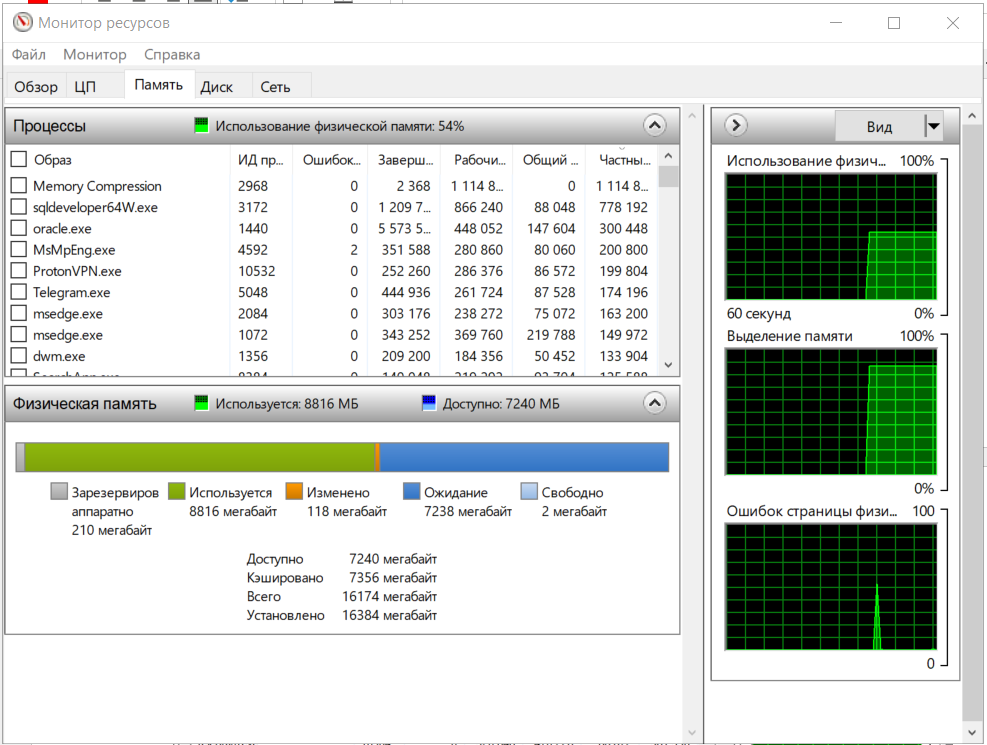 Монитор ресурсов
Файл Монитор Справка
Обзор ЦП Память Диск Сеть
Процессы Использование физической памяти: 54%
Образ ИД пр... Ошибок... Заверш... Рабочи... Общий ... Частны...
Memory Compression 2968 0 2 368 1 114 8... 0 1 114 8...
sqldeveloper64W.exe 3172 0 1 209 7... 866 240 88 048 778 192
oracle.exe 1440 0 5 573 5... 448 052 147 604 300 448
MsMpEng.exe 4592 2 351 588 280 860 80 060 200 800
ProtonVPN.exe 10532 0 252 260 286 376 86 572 199 804
Telegram.exe 5048 0 444 936 261 724 87 528 174 196
msedge.exe 2084 0 303 176 238 272 75 072 163 200
msedge.exe 1072 0 343 252 369 760 219 788 149 972
dwm.exe 1356 0 209 200 184 356 50 452 133 904
Физическая память Используется: 8816 МБ Доступно: 7240 МБ
Зарезервиров Используется Изменено Ожидание Свободно
аппаратно 8816 мегабайт 118 мегабайт 7238 мегабайт 2 мегабайт
210 мегабайт
Доступно 7240 мегабайт
Кэшировано 7356 мегабайт
Всего 16174 мегабайт
Установлено 16384 мегабайт
Вид
Использование физич... 100%
60 секунд 0%
Выделение памяти 100%
0%
Ошибок страницы физи... 100
0